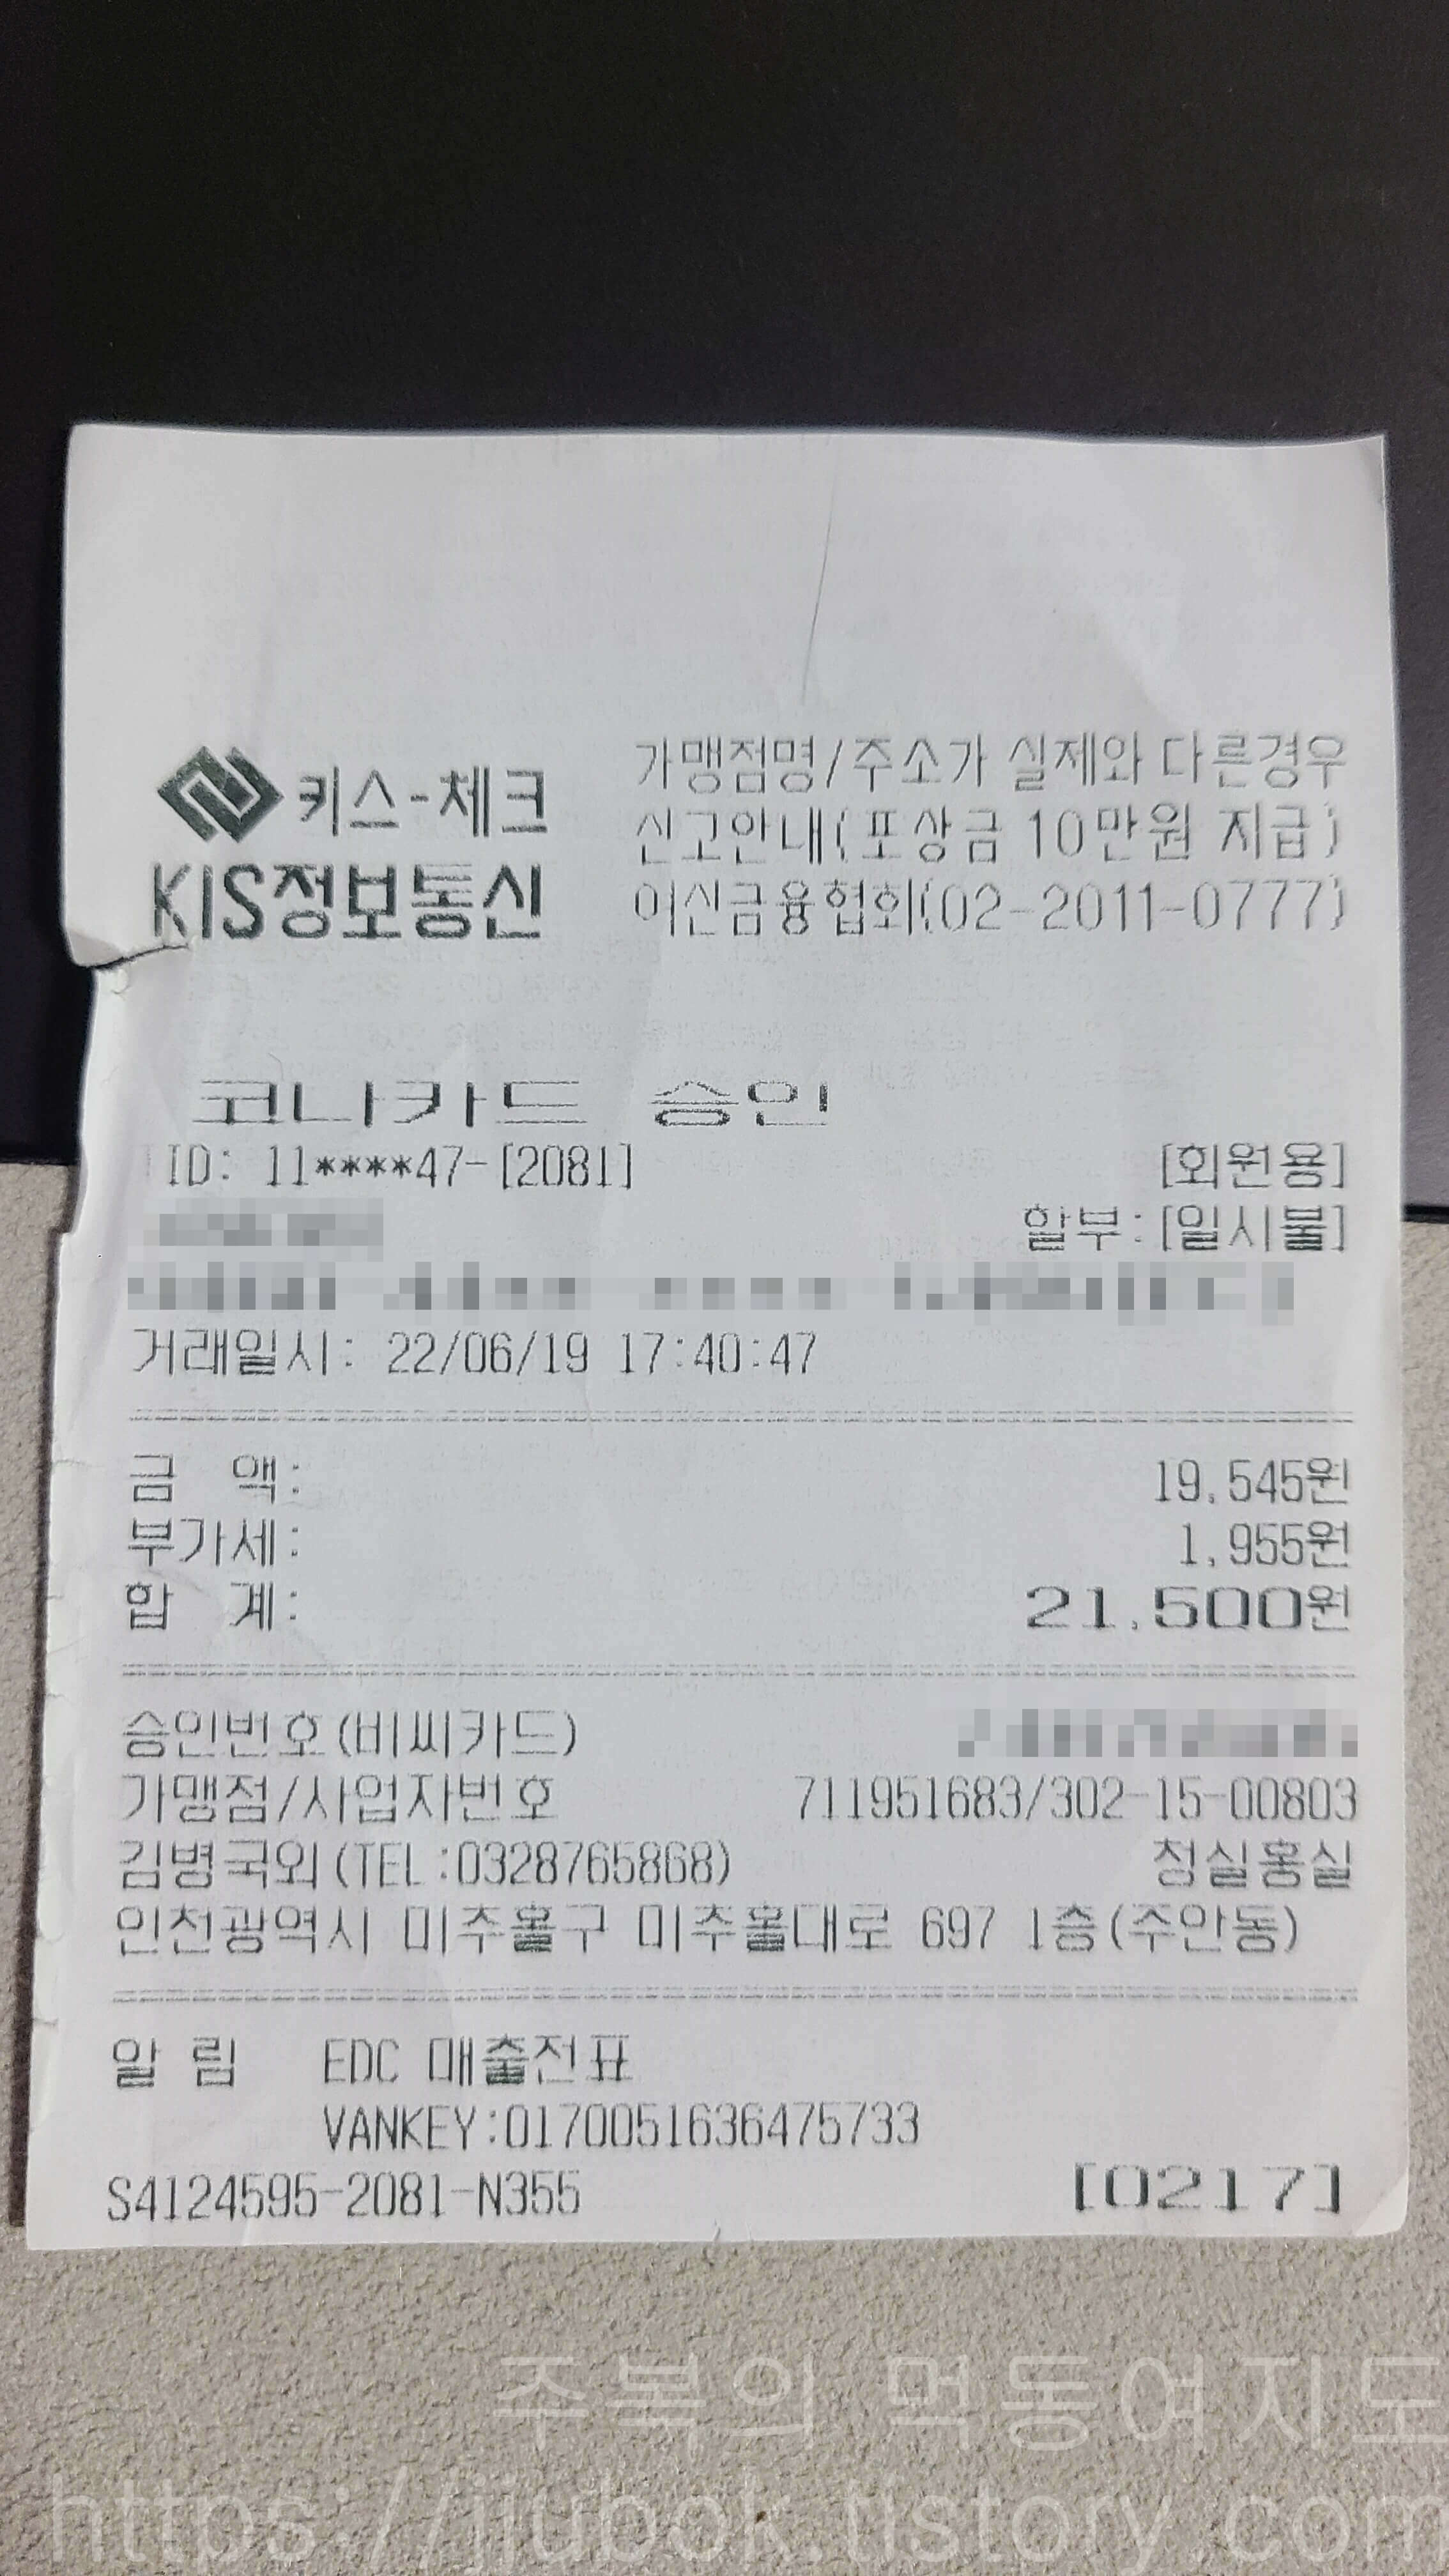 키스-체크
KIS정보통신
가맹점명/주소가 실제와 다른경우
신고안내(포상금 10만원 지급)
여신금융협회(02-2011-0777)
코나카드 승인
ID: 11****47-[2081] [회원용]
할부:[일시불]
거래일시: 22/06/19 17:40:47
금 액: 19,545원
부가세: 1,955원
합 계: 21,500원
승인번호(비씨카드)
가맹점/사업자번호 711951683/302-15-00803
김병국외(TEL:0328765868) 청실홍실
인천광역시 미추홀구 미추홀대로 697 1층(주안동)
알 림 EDC 매출전표
VANKEY:0170051636475733
S4124595-2081-N355 [0217]
주복의 먹동여지도
https://jjubok.tistory.com